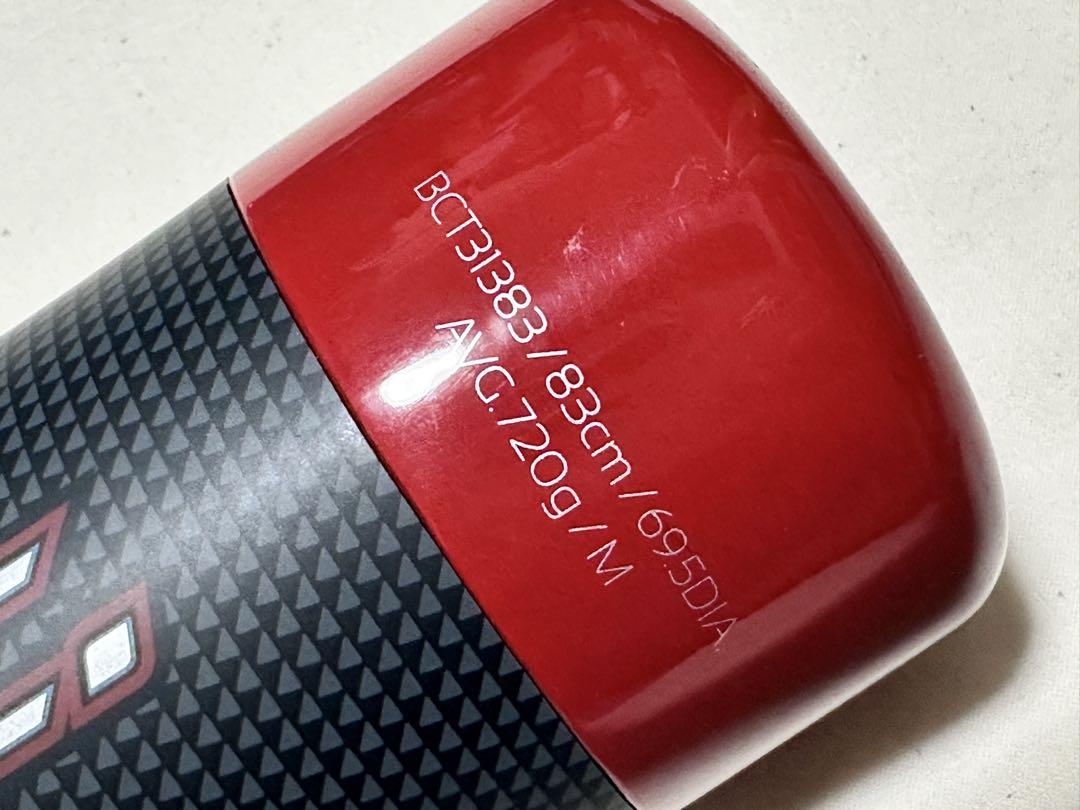 BCT31383 / 83cm / 69.5DIA
AVG.720g / M